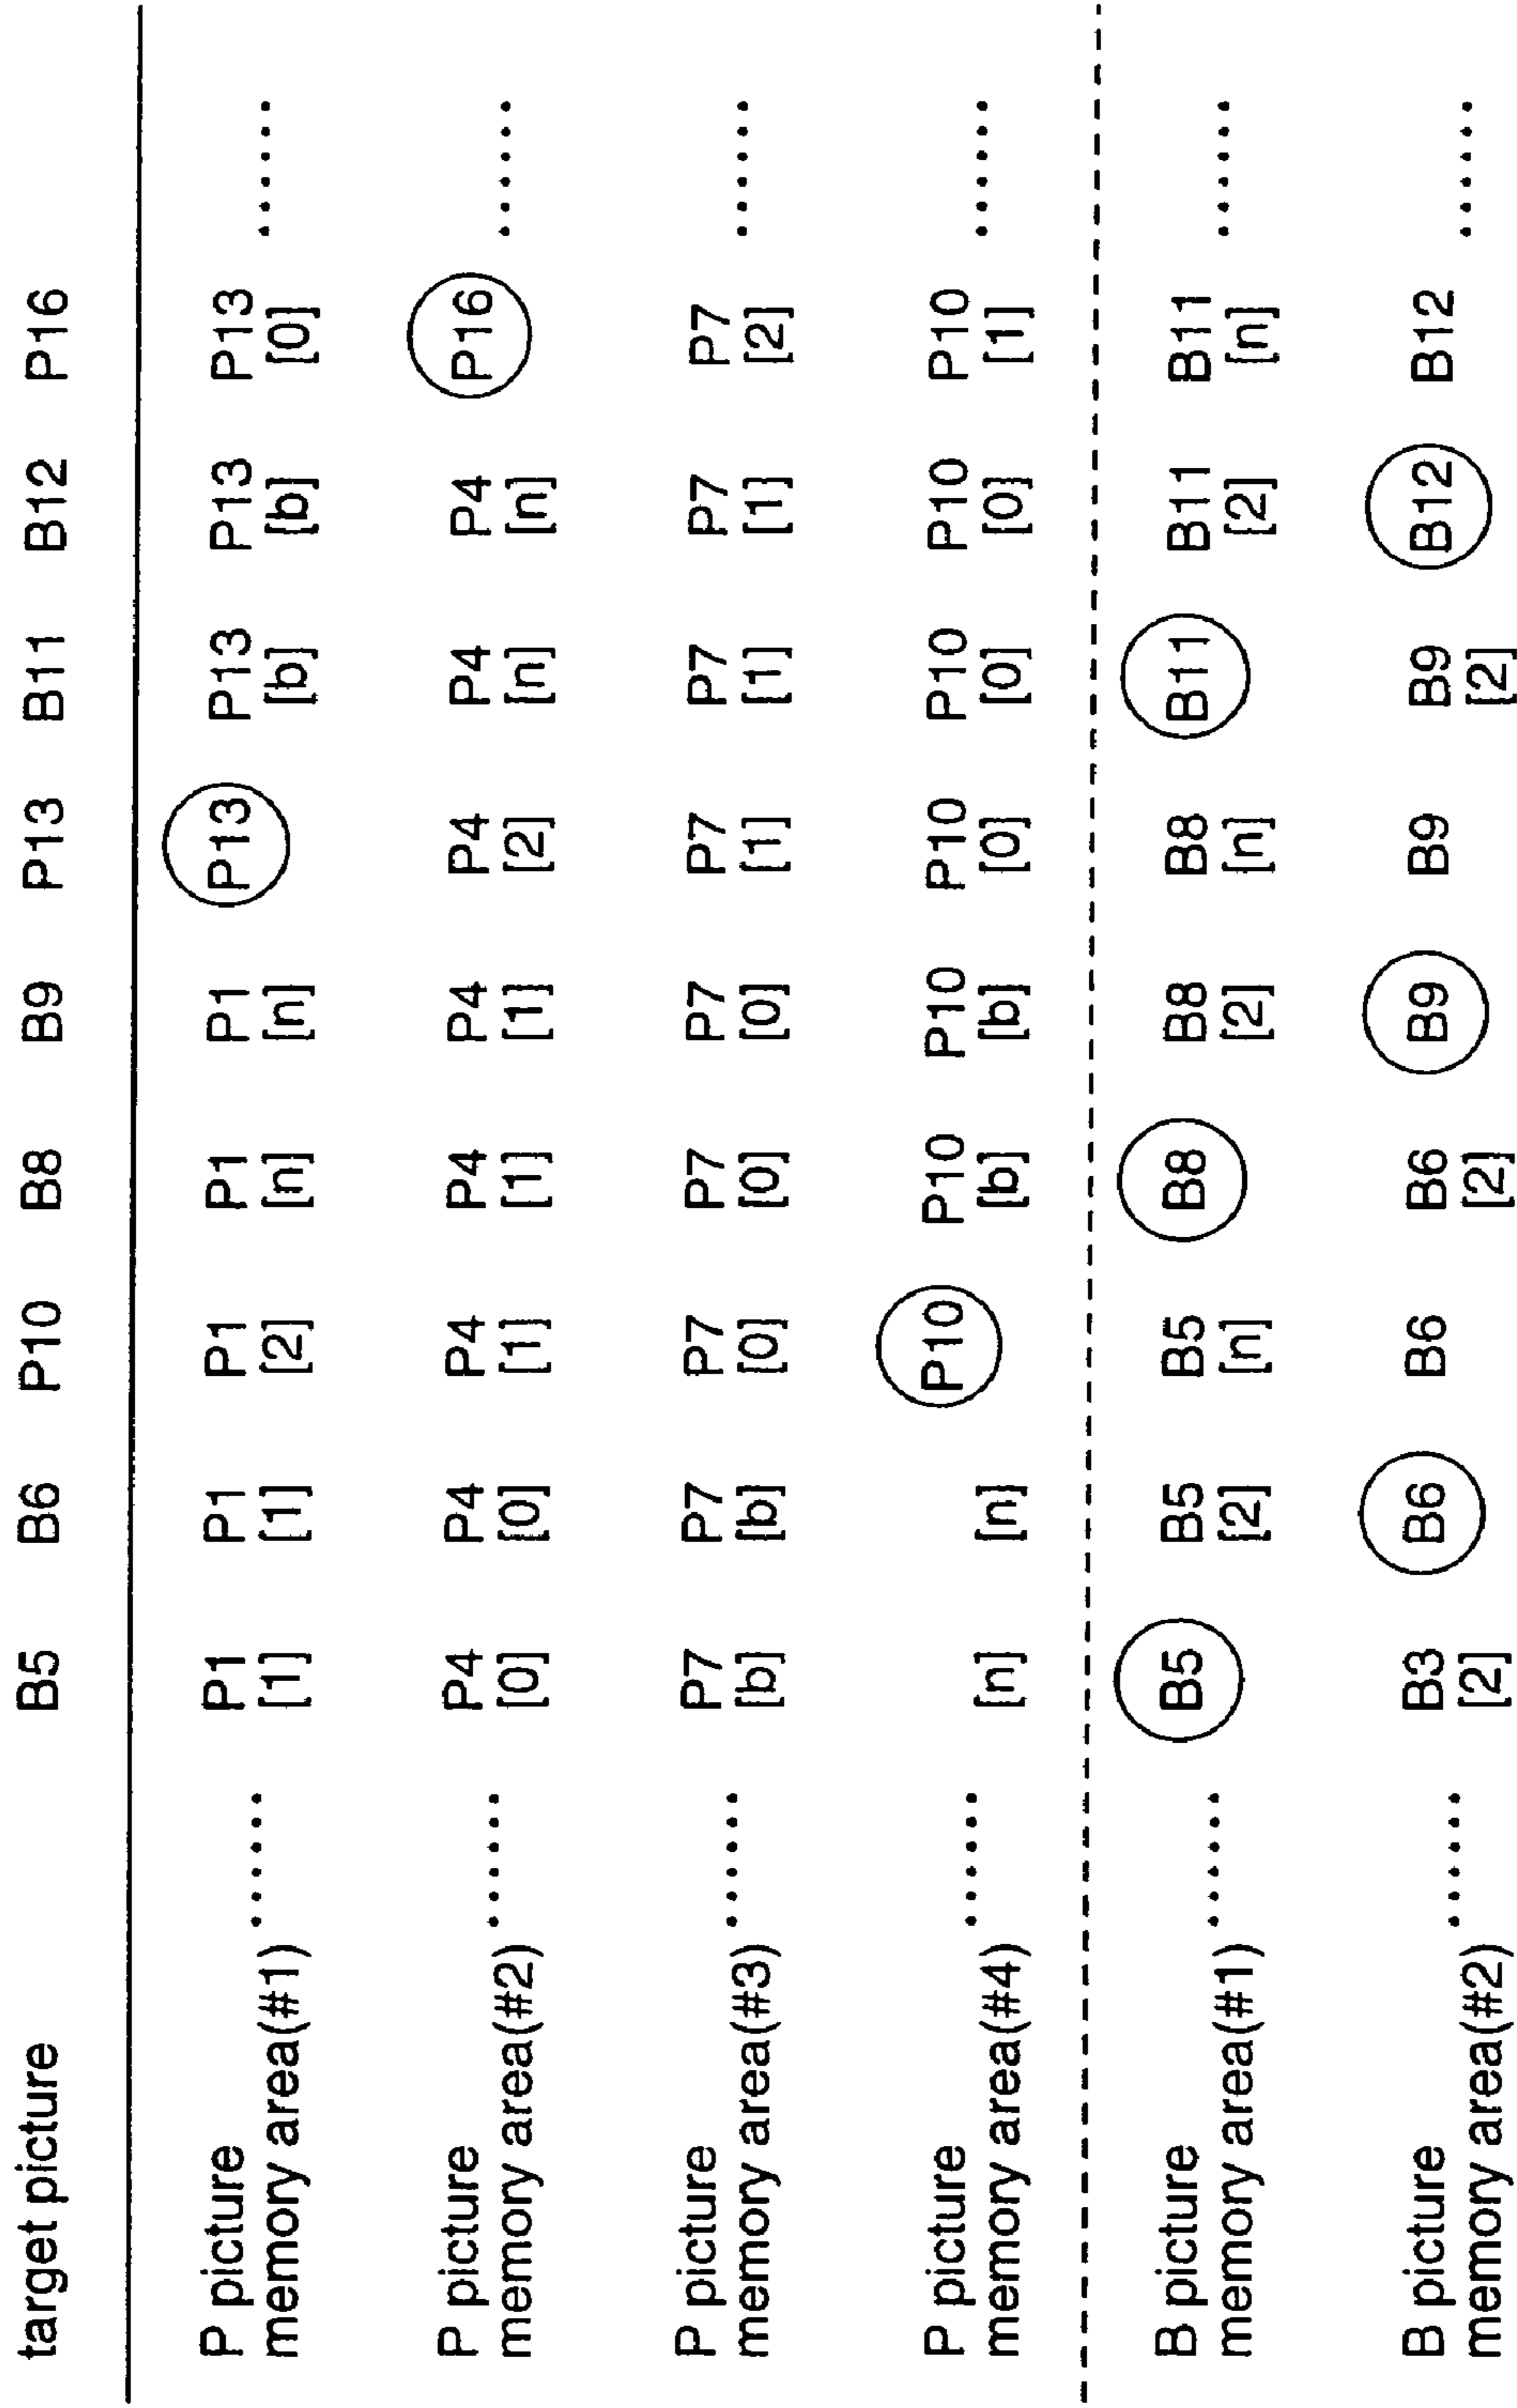 target picture B5 B6 P10 B8 B9 P13 B11 B12 P16
P picture P1 P1 P1 P1 P1 P13 P13 P13 P13
memory area(#1) ...... [1] [1] [2] [n] [n] [b] [b] [0] ......
P picture P4 P4 P4 P4 P4 P4 P4 P4 P16
memory area(#2) ...... [0] [0] [1] [1] [1] [2] [n] [n] ......
P picture P7 P7 P7 P7 P7 P7 P7 P7 P7
memory area(#3) ...... [b] [b] [0] [0] [0] [1] [1] [1] [2] ......
P picture P10 P10 P10 P10 P10 P10 P10
memory area(#4) ...... [n] [n] [b] [b] [0] [0] [0] [1] ......
B picture B5 B5 B5 B8 B8 B8 B11 B11 B11
memory area(#1) ...... [2] [n] [2] [n] [2] [n] ......
B picture B3 B6 B6 B6 B9 B9 B9 B12 B12
memory area(#2) ...... [2] [2] [2] ......